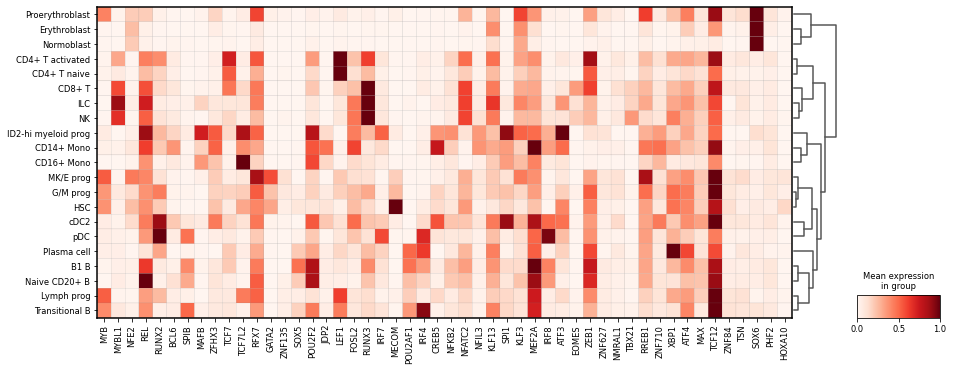 Proerythroblast
Erythroblast
Normoblast
CD4+ T activated
CD4+ T naive
CD8+ T
ILC
NK
ID2-hi myeloid prog
CD14+ Mono
CD16+ Mono
MK/E prog
G/M prog
HSC
cDC2
pDC
Plasma cell
B1 B
Naive CD20+ B
Lymph prog
Transitional B
MYB
MYBL1
NFE2
REL
RUNX2
BCL6
SPIB
MAFB
ZFHX3
TCF7
TCF7L2
RFX7
GATA2
ZNF135
SOX5
POU2F2
JDP2
LEF1
FOSL2
RUNX3
IRF7
MECOM
POU2AF1
IRF4
CREB5
NFKB2
NFATC2
NFIL3
KLF13
SPI1
KLF3
MEF2A
IRF8
ATF3
EOMES
ZEB1
ZNF627
NMRAL1
TBX21
RREB1
ZNF710
XBP1
ATF4
MAX
TCF12
ZNF84
TSN
SOX6
PHF2
HOXA10
Mean expression
in group
0.0 0.5 1.0